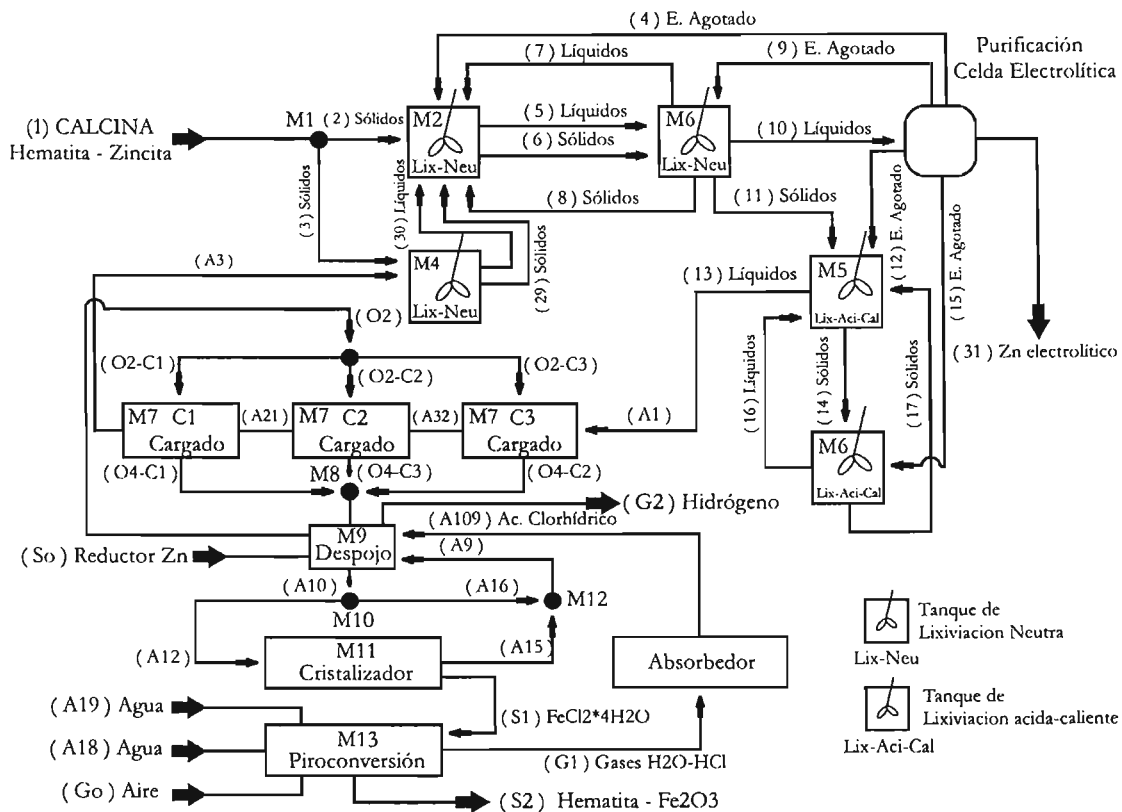 ( 4 ) E. Agotado
( 7 ) Líquidos
( 9 ) E. Agotado
Purificación
Celda Electrolítica
( 1 ) CALCINA
Hematita - Zincita
M1
( 2 ) Sólidos
M2
Lix-Neu
( 5 ) Líquidos
( 6 ) Sólidos
M6
Lix-Neu
( 10 ) Líquidos
( 8 ) Sólidos
( 11 ) Sólidos
( 3 ) Sólidos
( 30 ) Líquidos
( 29 ) Sólidos
( 12 ) E. Agotado
( 15 ) E. Agotado
( A3 )
M4
Lix-Neu
( 13 ) Líquidos
M5
Lix-Aci-Cal
( O2 )
( 31 ) Zn electrolítico
( O2-C1 )
( O2-C2 )
( O2-C3 )
( 16 ) Líquidos
( 14 ) Sólidos
( 17 ) Sólidos
M7 C1
Cargado
( A21 )
M7 C2
Cargado
( A32 )
M7 C3
Cargado
( A1 )
M6
Lix-Aci-Cal
( O4-C1 )
M8
( O4-C3 )
( O4-C2 )
( G2 ) Hidrógeno
( A109 ) Ac. Clorhídrico
( So ) Reductor Zn
M9
Despojo
( A9 )
( A10 )
( A16 )
M10
M12
( A12 )
M11
Cristalizador
( A15 )
Absorbedor
Tanque de
Lixiviacion Neutra
Lix-Neu
( A19 ) Agua
( S1 ) FeCl2*4H2O
Tanque de
Lixiviacion acida-caliente
Lix-Aci-Cal
( A18 ) Agua
M13
Piroconversión
( G1 ) Gases H2O-HCl
( Go ) Aire
( S2 ) Hematita - Fe2O3